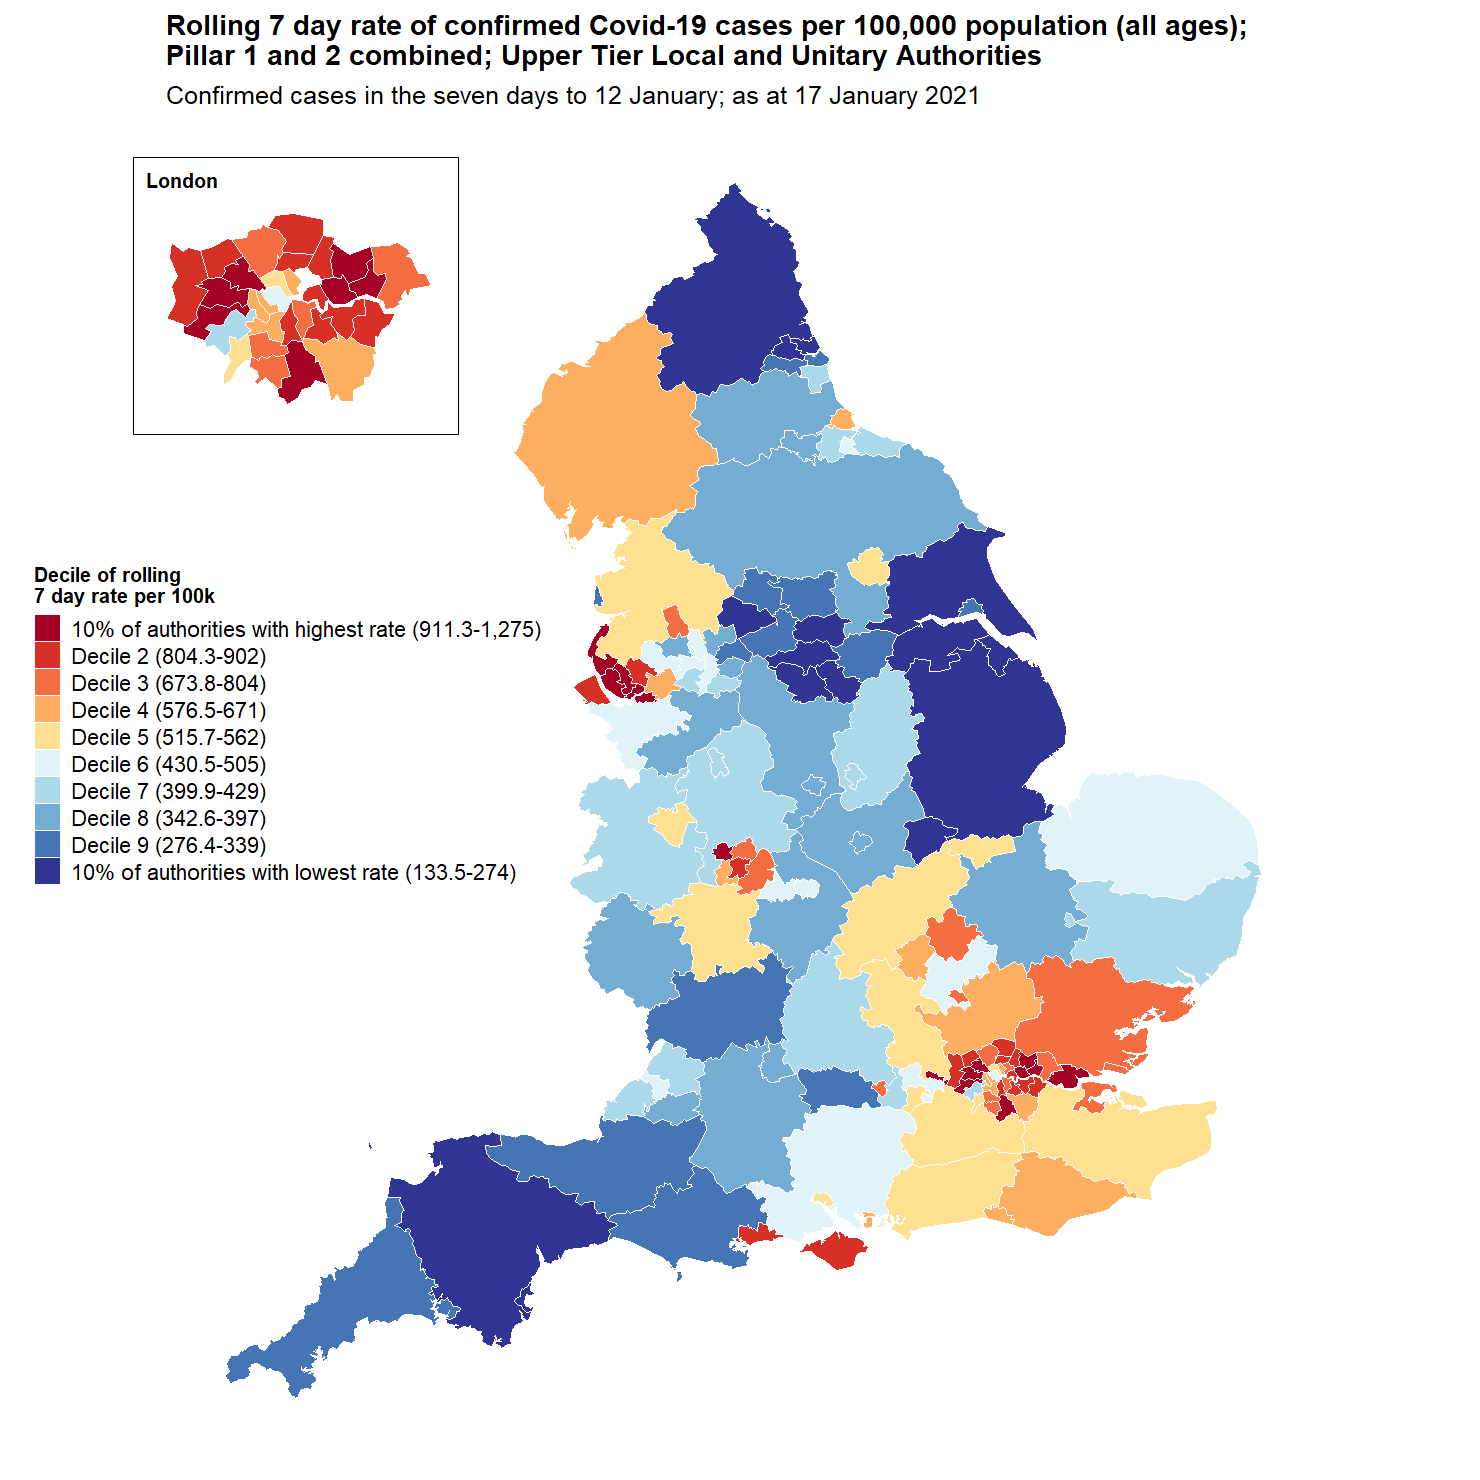 Rolling 7 day rate of confirmed Covid-19 cases per 100,000 population (all ages);
Pillar 1 and 2 combined; Upper Tier Local and Unitary Authorities
Confirmed cases in the seven days to 12 January; as at 17 January 2021
London
Decile of rolling
7 day rate per 100k
10% of authorities with highest rate (911.3-1,275)
Decile 2 (804.3-902)
Decile 3 (673.8-804)
Decile 4 (576.5-671)
Decile 5 (515.7-562)
Decile 6 (430.5-505)
Decile 7 (399.9-429)
Decile 8 (342.6-397)
Decile 9 (276.4-339)
10% of authorities with lowest rate (133.5-274)